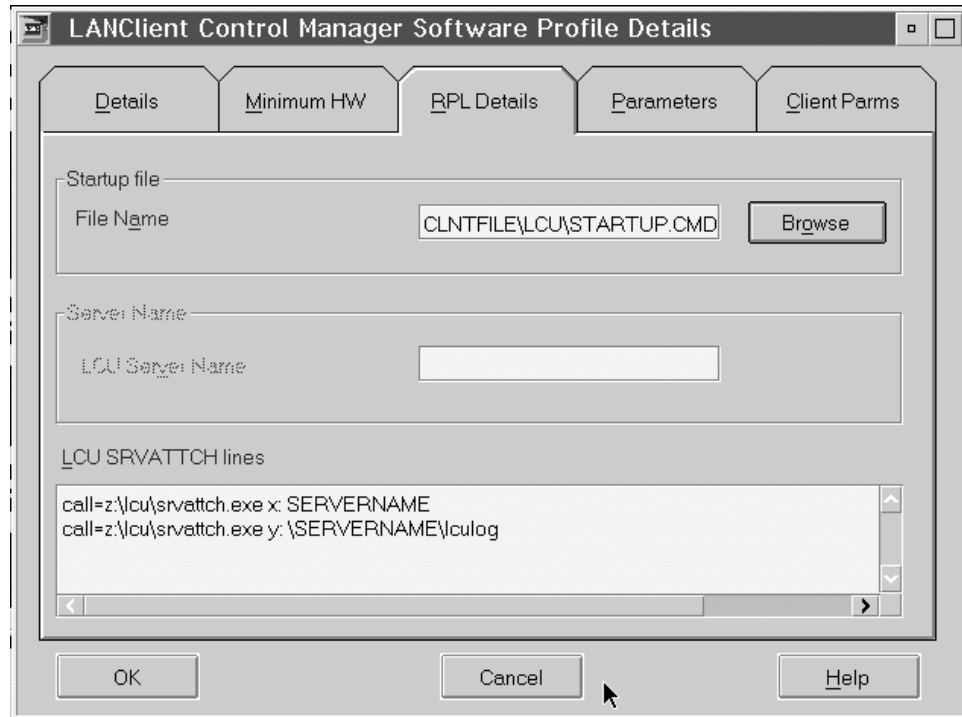 LANClient Control Manager Software Profile Details
Details Minimum HW RPL Details Parameters Client Parms
Startup file
File Name CLNTFILE\LCU\STARTUP.CMD Browse
Server Name
LCU Server Name
LCU SRVATTCH lines
call=z:\lcu\srvattch.exe x: SERVERNAME
call=z:\lcu\srvattch.exe y: \SERVERNAME\lculog
OK Cancel Help